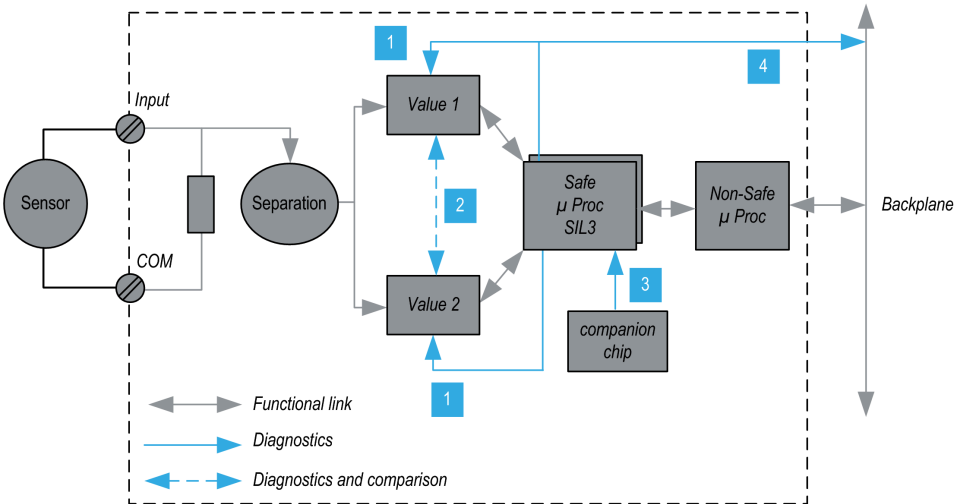 1
4
Input
Value 1
Sensor
Separation
2
Safe
μ Proc
SIL3
Non-Safe
μ Proc
Backplane
COM
3
Value 2
companion
chip
1
Functional link
Diagnostics
Diagnostics and comparison